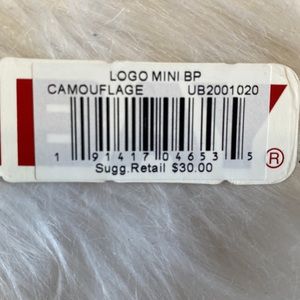 LOGO MINI BP
CAMOUFLAGE UB2001020
1 91417 04653 5
Sugg.Retail $30.00
®